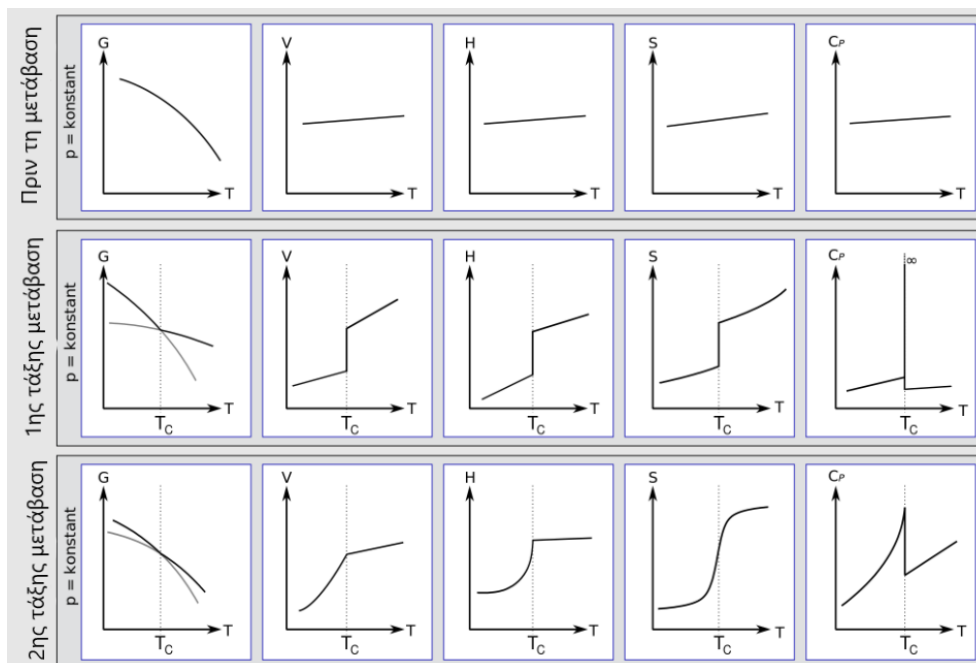 Πριν τη μετάβαση
p = konstant
G
T
V
T
H
T
S
T
CP
T
1ης τάξης μετάβαση
p = konstant
G
T
TC
V
T
TC
H
T
TC
S
T
TC
CP
∞
T
TC
2ης τάξης μετάβαση
p = konstant
G
T
TC
V
T
TC
H
T
TC
S
T
TC
CP
T
TC